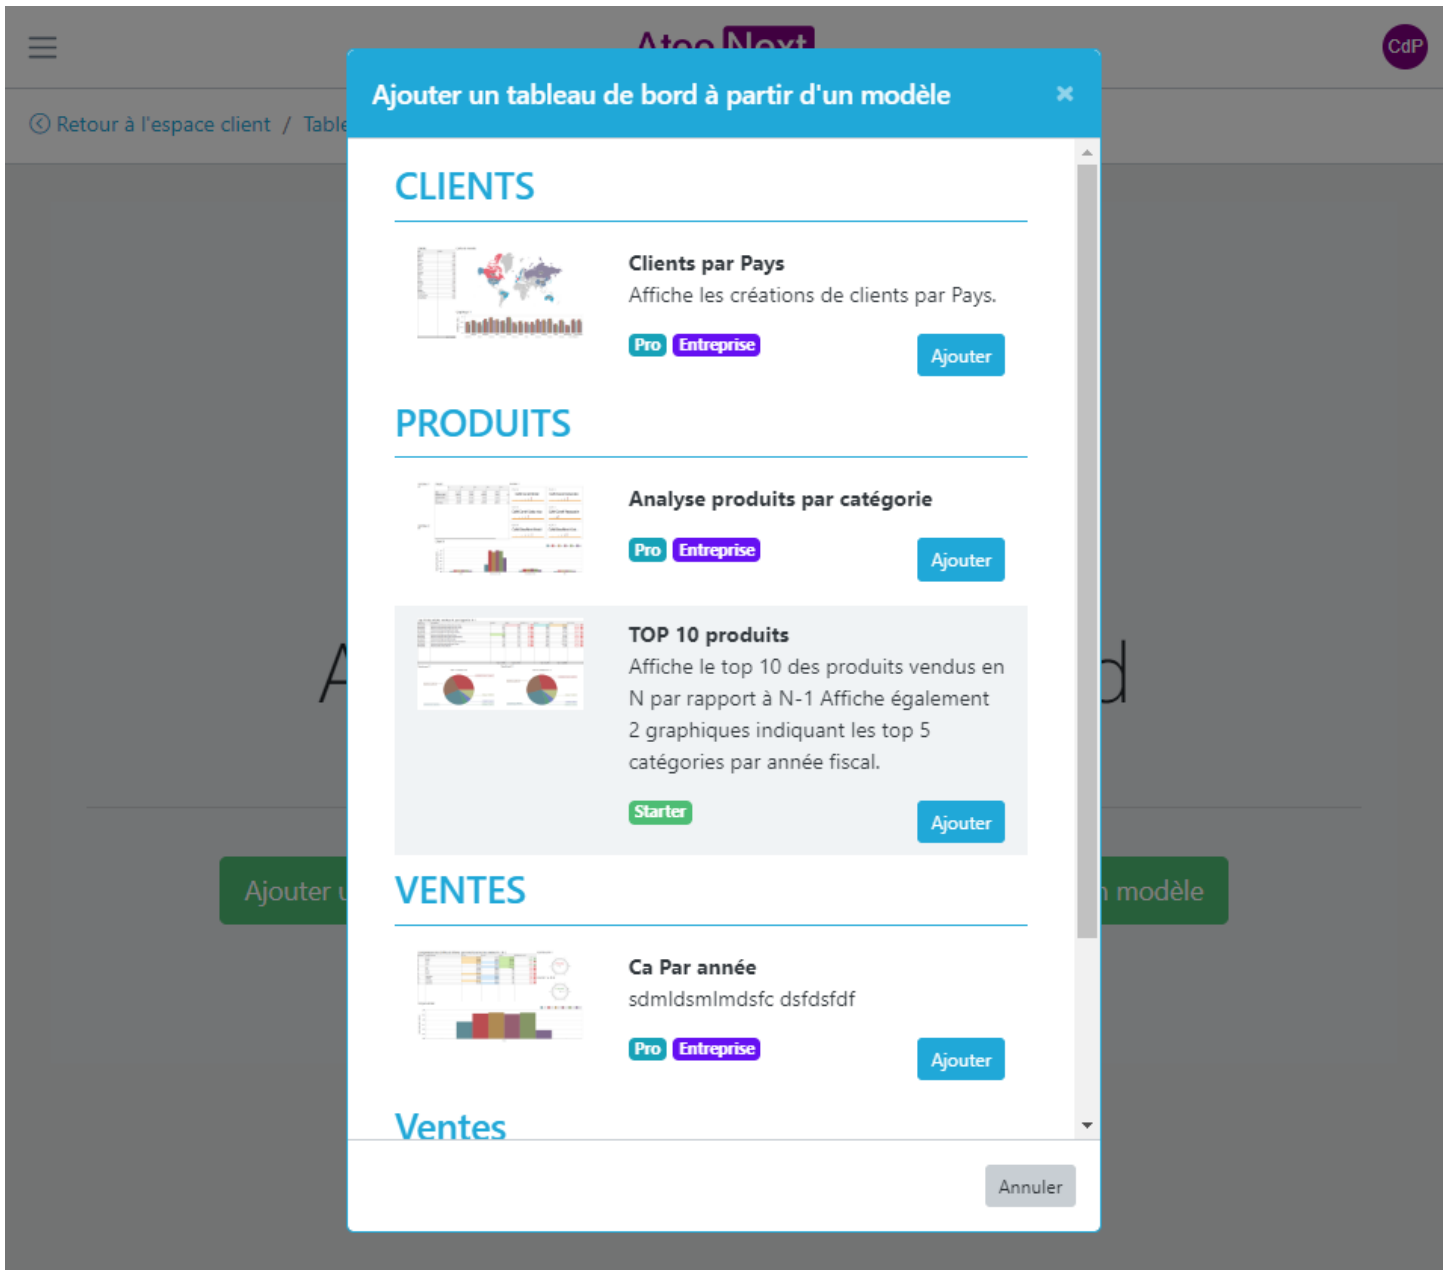 Atoo Next
CdP
Retour à l'espace client / Table
Ajouter un tableau de bord à partir d'un modèle
×
CLIENTS
Clients par Pays
Affiche les créations de clients par Pays.
Pro Entreprise
Ajouter
PRODUITS
Analyse produits par catégorie
Pro Entreprise
Ajouter
TOP 10 produits
Affiche le top 10 des produits vendus en
N par rapport à N-1 Affiche également
2 graphiques indiquant les top 5
catégories par année fiscal.
Starter
Ajouter
A
d
Ajouter u
n modèle
VENTES
Ca Par année
sdmldsmlmdsfc dsfdsfdf
Pro Entreprise
Ajouter
Ventes
Annuler